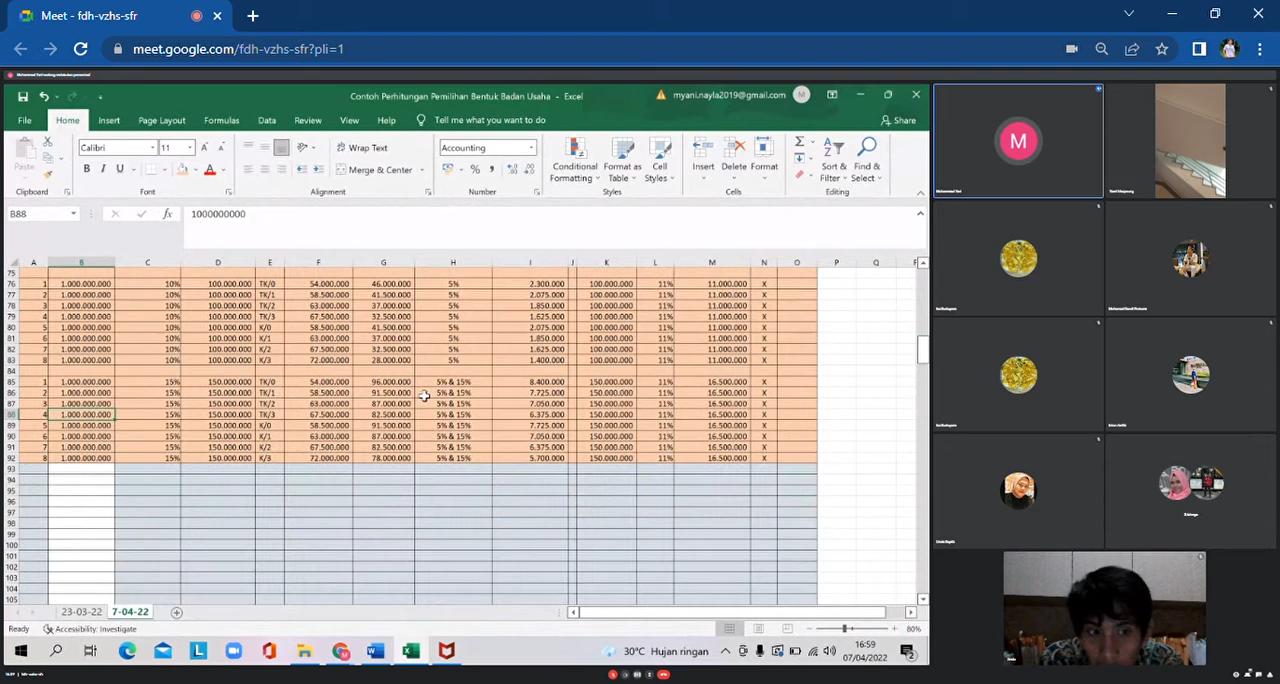 Meet - fdh-vzhs-sfr
meet.google.com/fdh-vzhs-sfr?pli=1
Contoh Perhitungan Pemilihan Bentuk Badan Usaha - Excel
myani.nayla2019@gmail.com M
File Home Insert Page Layout Formulas Data Review View Help Tell me what you want to do Share
Calibri 11 Wrap Text Accounting
Paste B I U Merge & Center % Conditional Formatting Format as Table Cell Styles Insert Delete Format Sort & Filter Find & Select
Clipboard Font Alignment Number Styles Cells Editing
B88 fx 1000000000
A B C D E F G H I J K L M N O P Q
75
76 1 1.000.000.000 10% 100.000.000 TK/0 54.000.000 46.000.000 5% 2.300.000 100.000.000 11% 11.000.000 X
77 2 1.000.000.000 10% 100.000.000 TK/1 58.500.000 41.500.000 5% 2.075.000 100.000.000 11% 11.000.000 X
78 3 1.000.000.000 10% 100.000.000 TK/2 63.000.000 37.000.000 5% 1.850.000 100.000.000 11% 11.000.000 X
79 4 1.000.000.000 10% 100.000.000 TK/3 67.500.000 32.500.000 5% 1.625.000 100.000.000 11% 11.000.000 X
80 5 1.000.000.000 10% 100.000.000 K/0 58.500.000 41.500.000 5% 2.075.000 100.000.000 11% 11.000.000 X
81 6 1.000.000.000 10% 100.000.000 K/1 63.000.000 37.000.000 5% 1.850.000 100.000.000 11% 11.000.000 X
82 7 1.000.000.000 10% 100.000.000 K/2 67.500.000 32.500.000 5% 1.625.000 100.000.000 11% 11.000.000 X
83 8 1.000.000.000 10% 100.000.000 K/3 72.000.000 28.000.000 5% 1.400.000 100.000.000 11% 11.000.000 X
84
85 1 1.000.000.000 15% 150.000.000 TK/0 54.000.000 96.000.000 5% & 15% 8.400.000 150.000.000 11% 16.500.000 X
86 2 1.000.000.000 15% 150.000.000 TK/1 58.500.000 91.500.000 5% & 15% 7.725.000 150.000.000 11% 16.500.000 X
87 3 1.000.000.000 15% 150.000.000 TK/2 63.000.000 87.000.000 5% & 15% 7.050.000 150.000.000 11% 16.500.000 X
88 4 1.000.000.000 15% 150.000.000 TK/3 67.500.000 82.500.000 5% & 15% 6.375.000 150.000.000 11% 16.500.000 X
89 5 1.000.000.000 15% 150.000.000 K/0 58.500.000 91.500.000 5% & 15% 7.725.000 150.000.000 11% 16.500.000 X
90 6 1.000.000.000 15% 150.000.000 K/1 63.000.000 87.000.000 5% & 15% 7.050.000 150.000.000 11% 16.500.000 X
91 7 1.000.000.000 15% 150.000.000 K/2 67.500.000 82.500.000 5% & 15% 6.375.000 150.000.000 11% 16.500.000 X
92 8 1.000.000.000 15% 150.000.000 K/3 72.000.000 78.000.000 5% & 15% 5.700.000 150.000.000 11% 16.500.000 X
93
94
95
96
97
98
99
100
101
102
103
104
105
23-03-22 7-04-22
Ready Accessibility: Investigate 80%
30°C Hujan ringan 16:59
07/04/2022 2
M